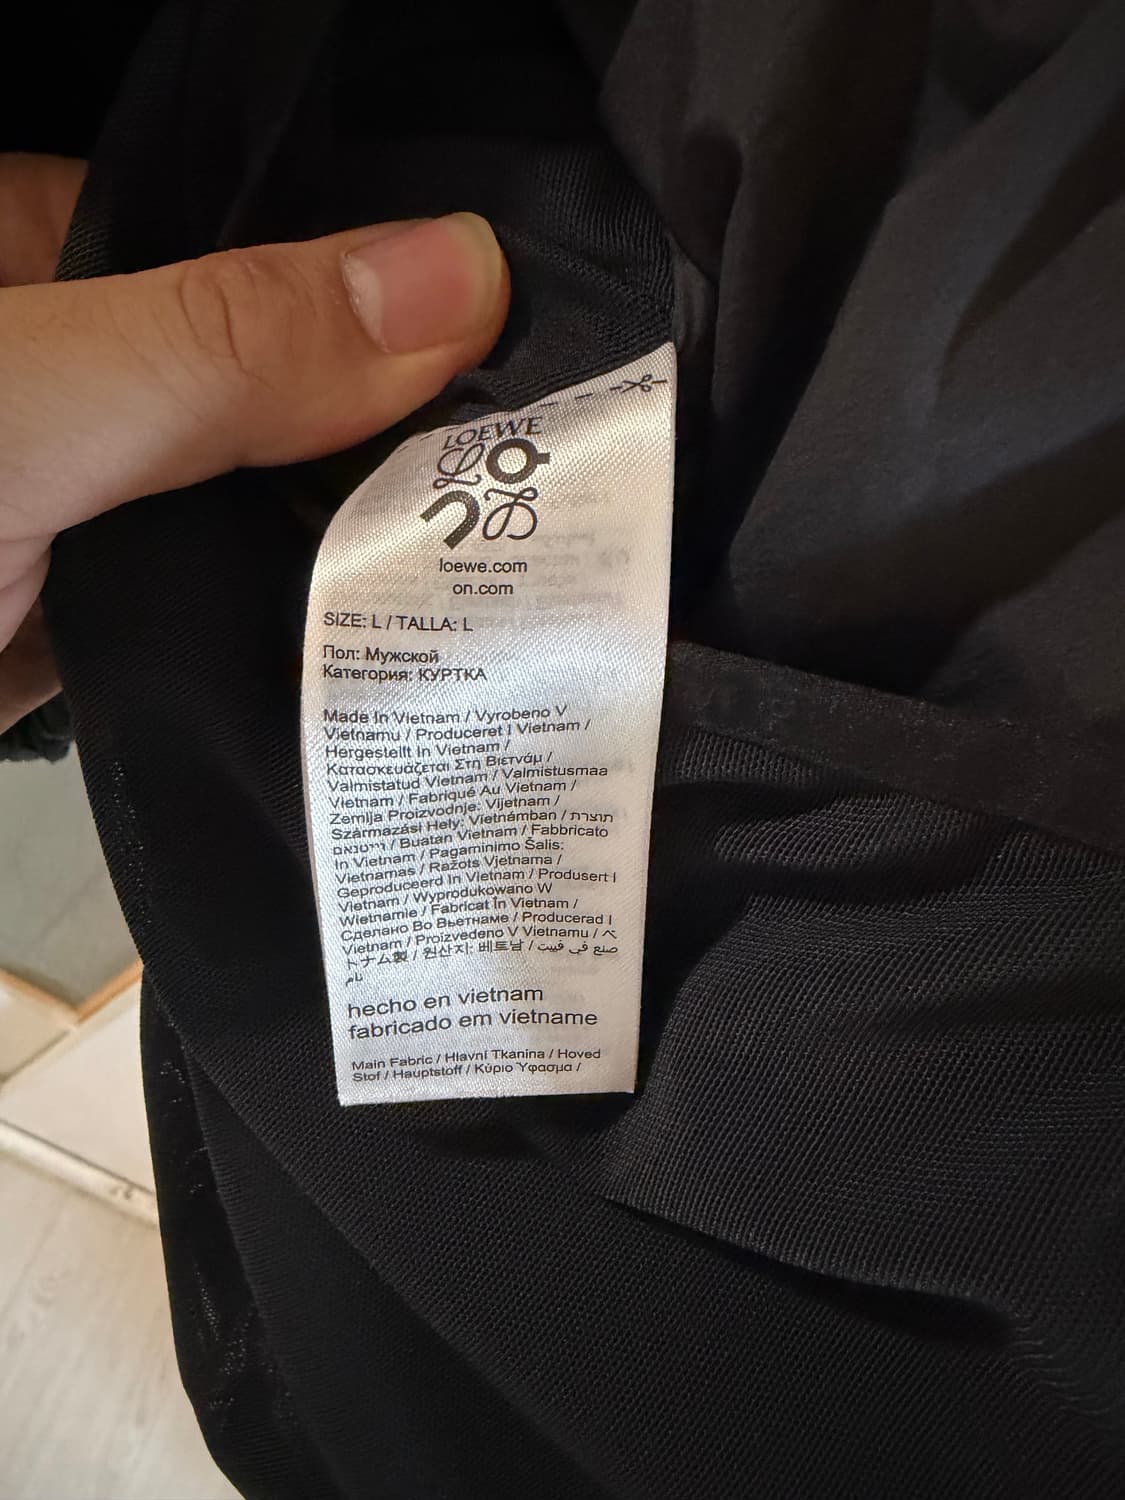 LOEWE
loewe.com
on.com
SIZE: L / TALLA: L
Пол: Мужской
Категория: КУРТКА
Made In Vietnam / Vyrobeno V
Vietnamu / Produceret I Vietnam /
Hergestellt In Vietnam /
Κατασκευάζεται Στη Βιετνάμ /
Valmistatud Vietnam / Valmistusmaa
Vietnam / Fabriqué Au Vietnam /
Zemlja Proizvodnje: Vijetnam /
Származási Hely: Vietnámban / תוצרת
וייטנאם / Buatan Vietnam / Fabbricato
In Vietnam / Pagaminimo Šalis:
Vietnamas / Ražots Vjetnama /
Geproduceerd In Vietnam / Produsert I
Vietnam / Wyprodukowano W
Wietnamie / Fabricat În Vietnam /
Сделано Во Вьетнаме / Producerad I
Vietnam / Proizvedeno V Vietnamu / ベ
トナム製 / 원산지: 베트남 / صنع في فييت
نام
hecho en vietnam
fabricado em vietname
Main Fabric / Hlavní Tkanina / Hoved
Stof / Hauptstoff / Κύριο Ύφασμα /